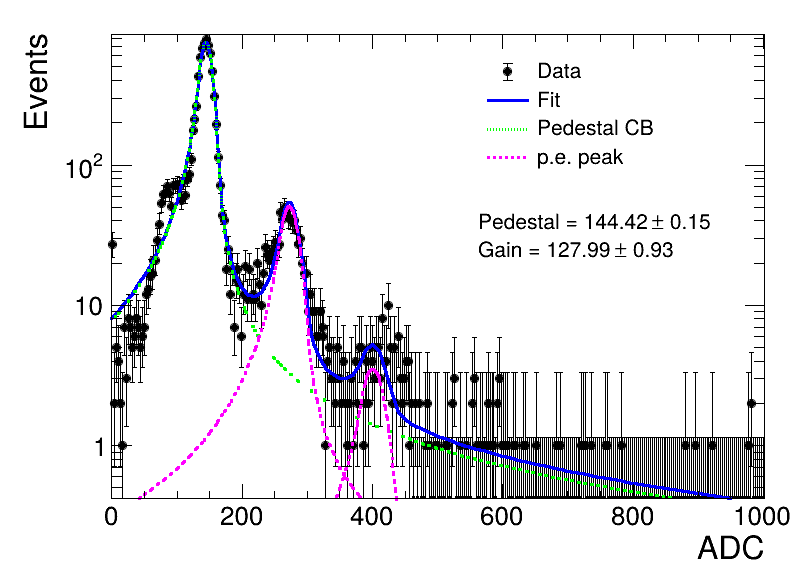 Events
Data
Fit
Pedestal CB
p.e. peak
10²
Pedestal = 144.42 ± 0.15
Gain = 127.99 ± 0.93
10
1
0 200 400 600 800 1000
ADC